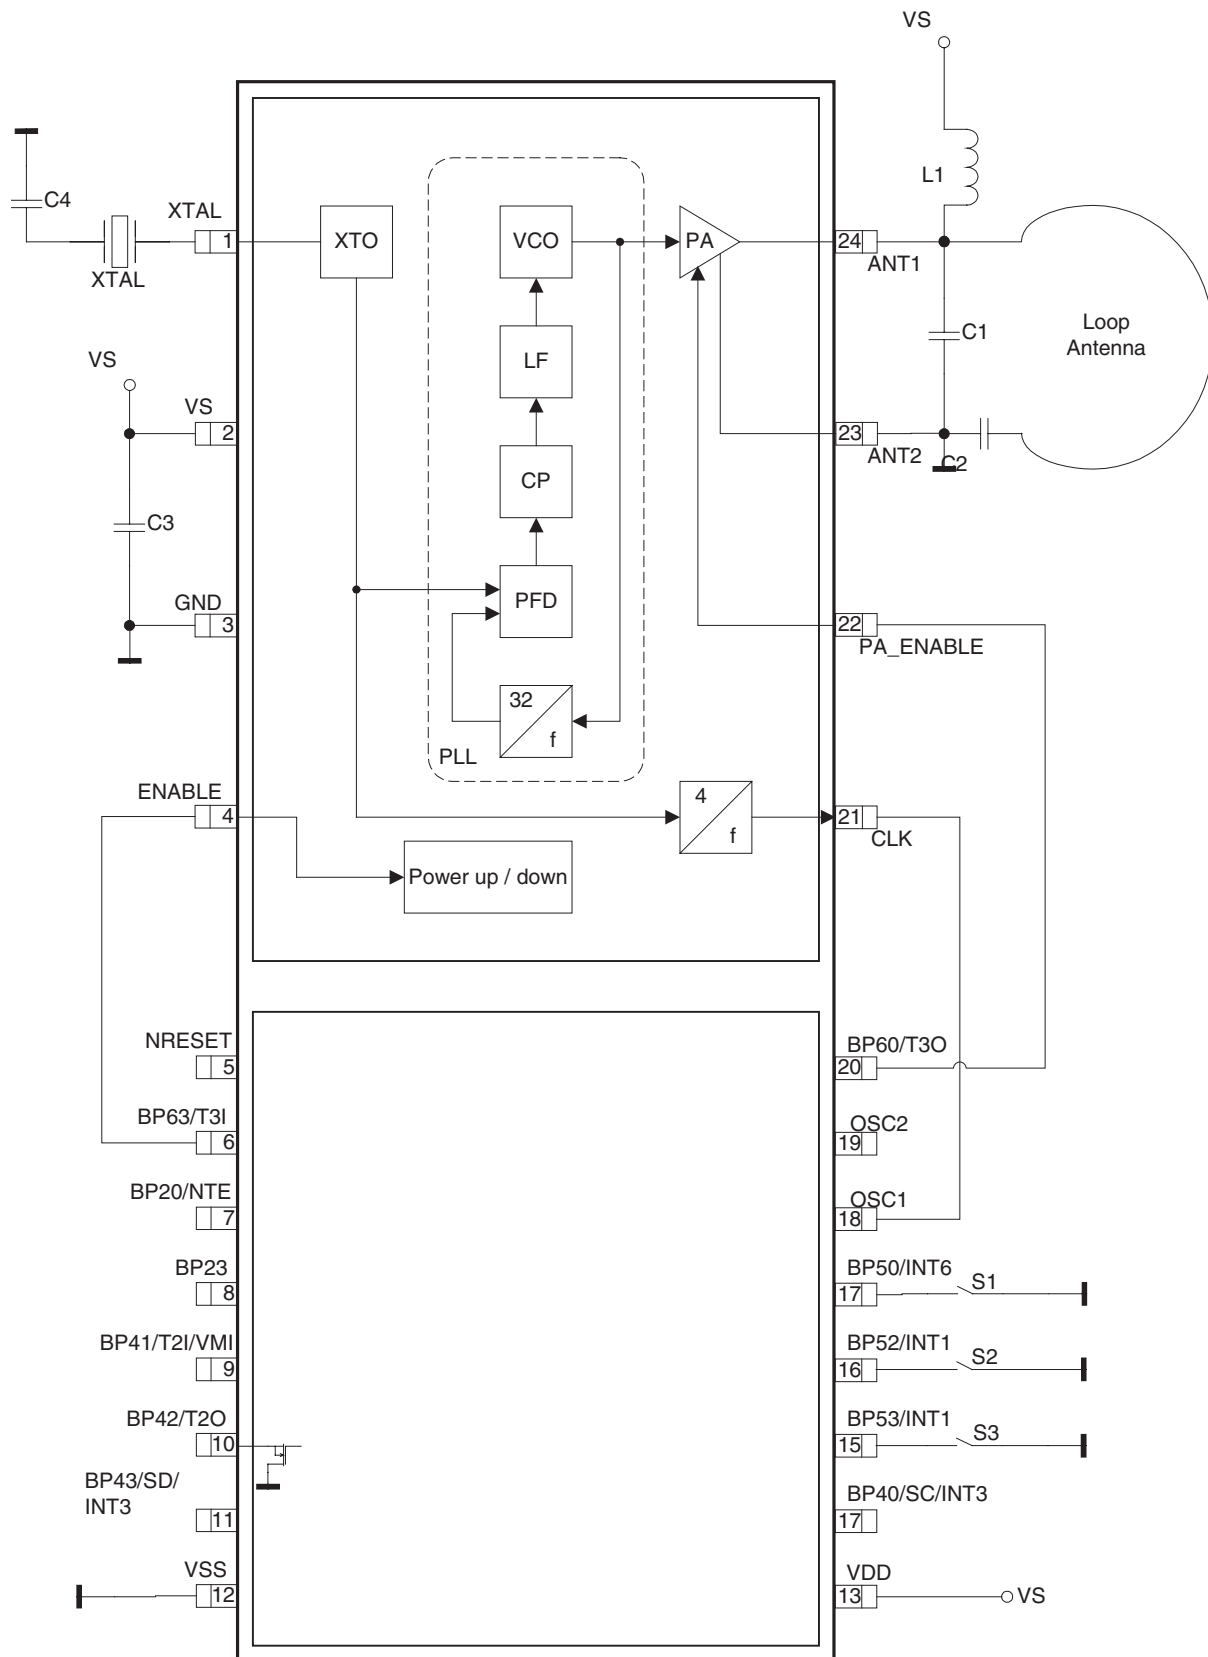 VS
C4
XTAL
XTAL
1
XTO
VCO
PA
24
ANT1
L1
C1
Loop
Antenna
LF
VS
VS
2
23
ANT2
C2
CP
C3
GND
3
PFD
22
PA_ENABLE
32
f
PLL
ENABLE
4
4
f
21
CLK
Power up / down
NRESET
5
BP60/T3O
20
BP63/T3I
6
OSC2
19
BP20/NTE
7
OSC1
18
BP23
8
BP50/INT6
17
S1
BP41/T2I/VMI
9
BP52/INT1
16
S2
BP42/T2O
10
BP53/INT1
15
S3
BP43/SD/
INT3
11
BP40/SC/INT3
17
VSS
12
VDD
13
VS